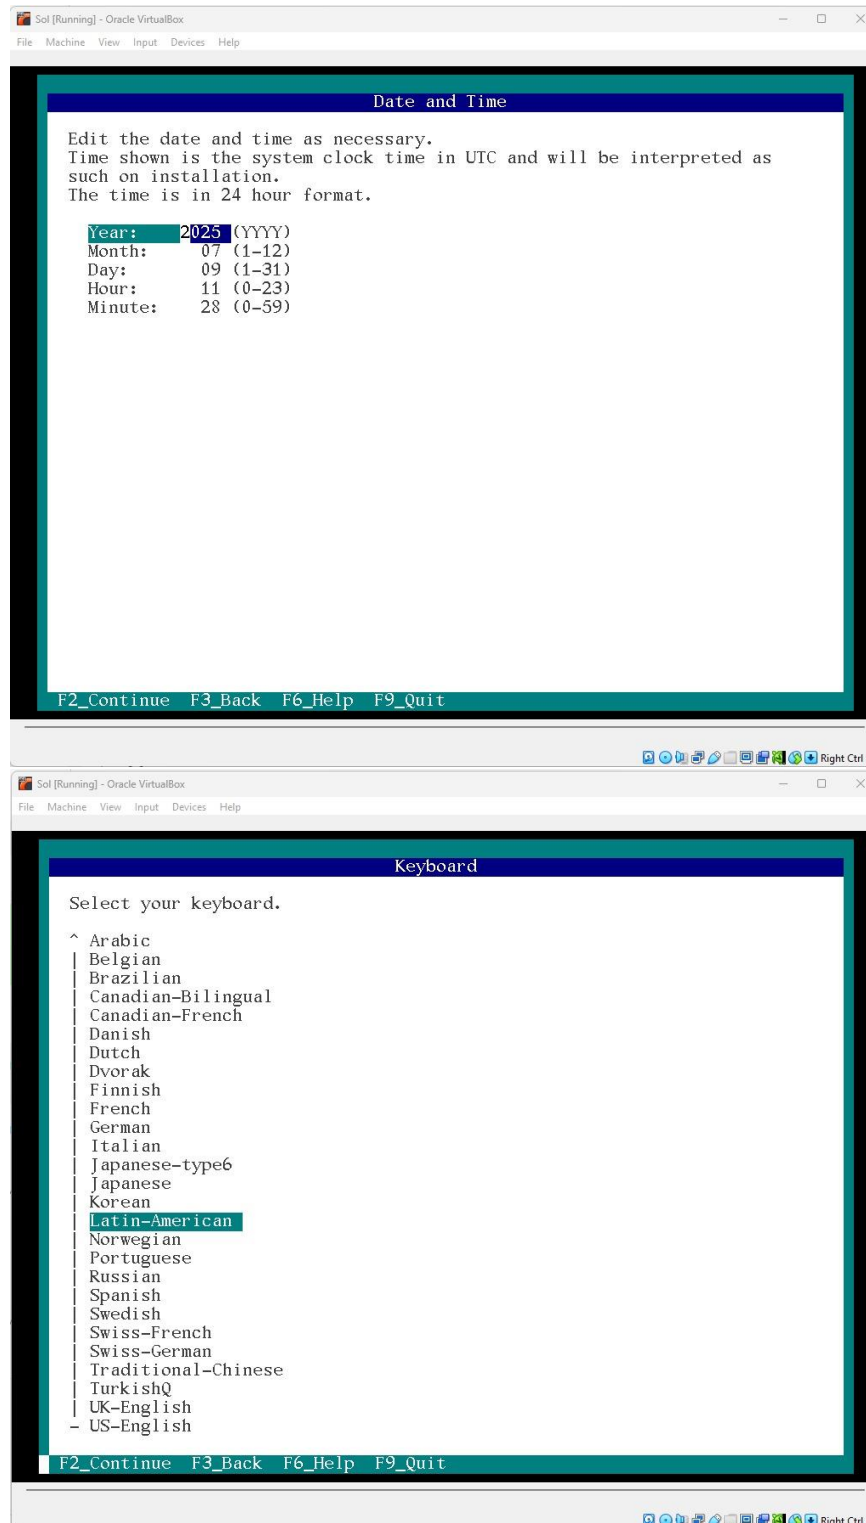 Sol [Running] - Oracle VirtualBox
File Machine View Input Devices Help
Date and Time
Edit the date and time as necessary.
Time shown is the system clock time in UTC and will be interpreted as
such on installation.
The time is in 24 hour format.
Year: 2025 (YYYY)
Month: 07 (1-12)
Day: 09 (1-31)
Hour: 11 (0-23)
Minute: 28 (0-59)
F2_Continue F3_Back F6_Help F9_Quit
Right Ctrl
Sol [Running] - Oracle VirtualBox
File Machine View Input Devices Help
Keyboard
Select your keyboard.
^ Arabic
| Belgian
| Brazilian
| Canadian-Bilingual
| Canadian-French
| Danish
| Dutch
| Dvorak
| Finnish
| French
| German
| Italian
| Japanese-type6
| Japanese
| Korean
| Latin-American
| Norwegian
| Portuguese
| Russian
| Spanish
| Swedish
| Swiss-French
| Swiss-German
| Traditional-Chinese
| TurkishQ
| UK-English
- US-English
F2_Continue F3_Back F6_Help F9_Quit
Right Ctrl